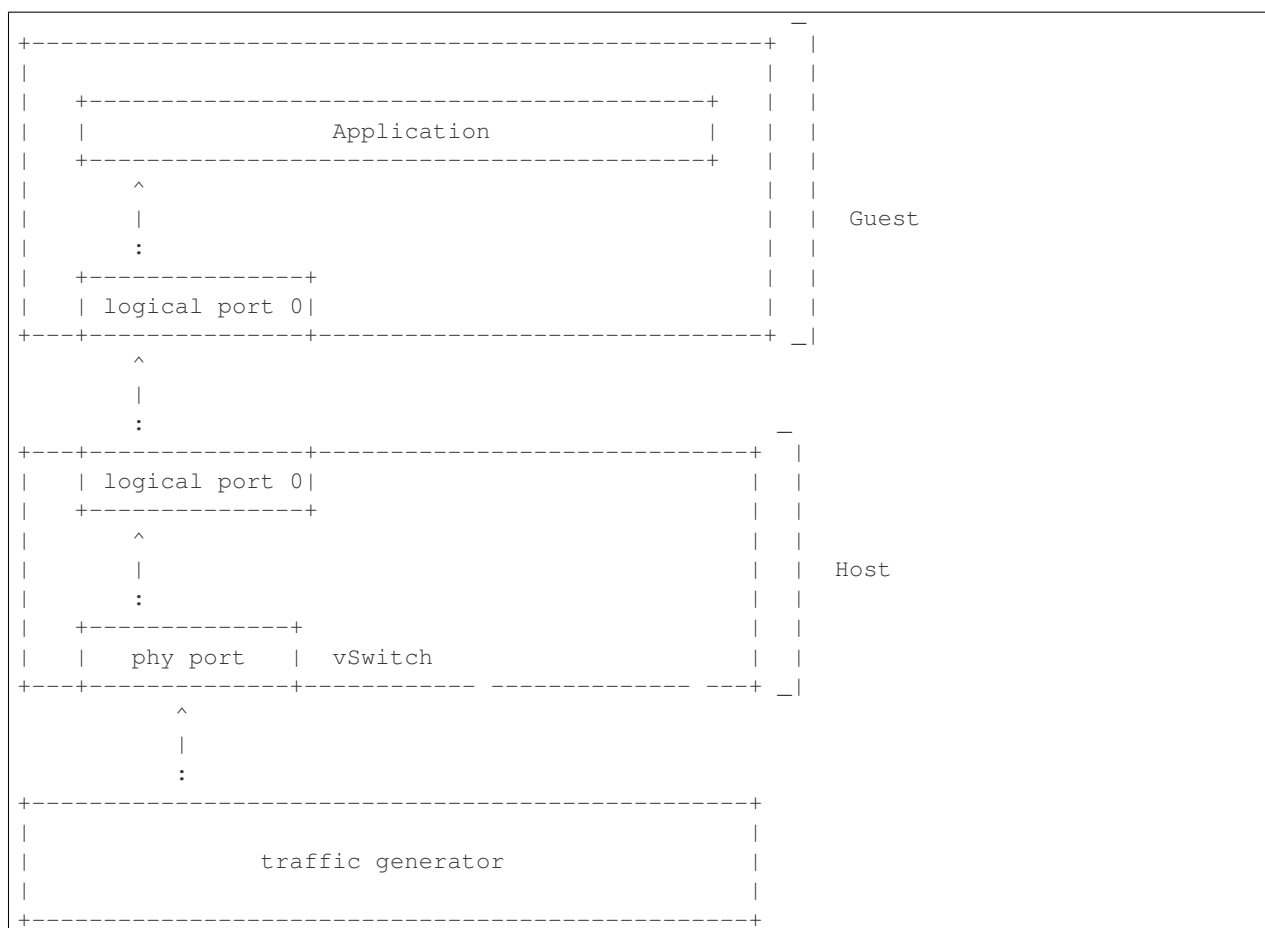 Application
Guest
logical port 0
logical port 0
Host
phy port vSwitch
traffic generator